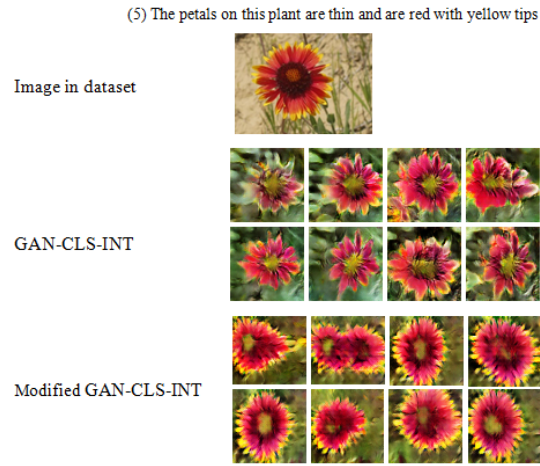 (5) The petals on this plant are thin and are red with yellow tips
Image in dataset
GAN-CLS-INT
Modified GAN-CLS-INT